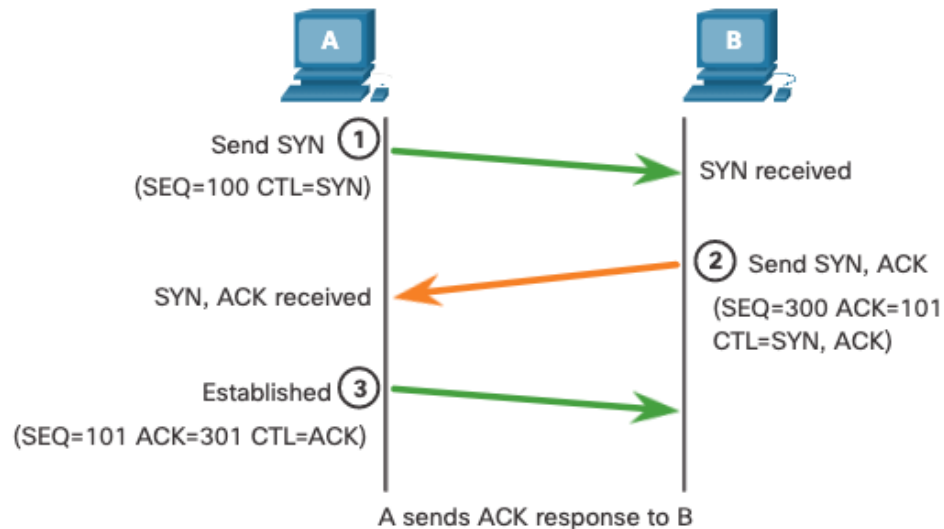 A
B
Send SYN 1
(SEQ=100 CTL=SYN)
SYN received
2 Send SYN, ACK
SYN, ACK received
(SEQ=300 ACK=101
CTL=SYN, ACK)
Established 3
(SEQ=101 ACK=301 CTL=ACK)
A sends ACK response to B